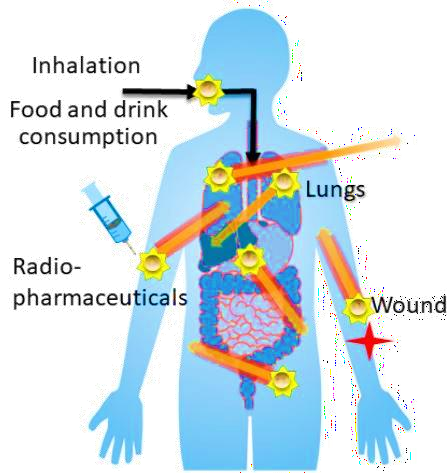 Inhalation
Food and drink
consumption
Lungs
Radio-
pharmaceuticals
Wound